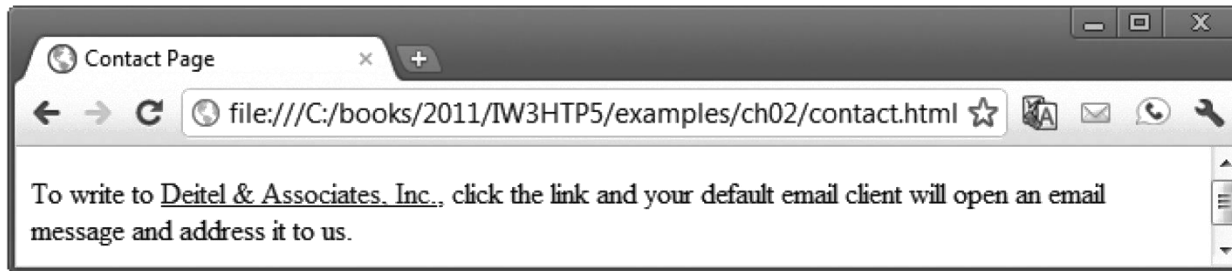 Contact Page
file:///C:/books/2011/IW3HTP5/examples/ch02/contact.html
To write to Deitel & Associates, Inc., click the link and your default email client will open an email
message and address it to us.